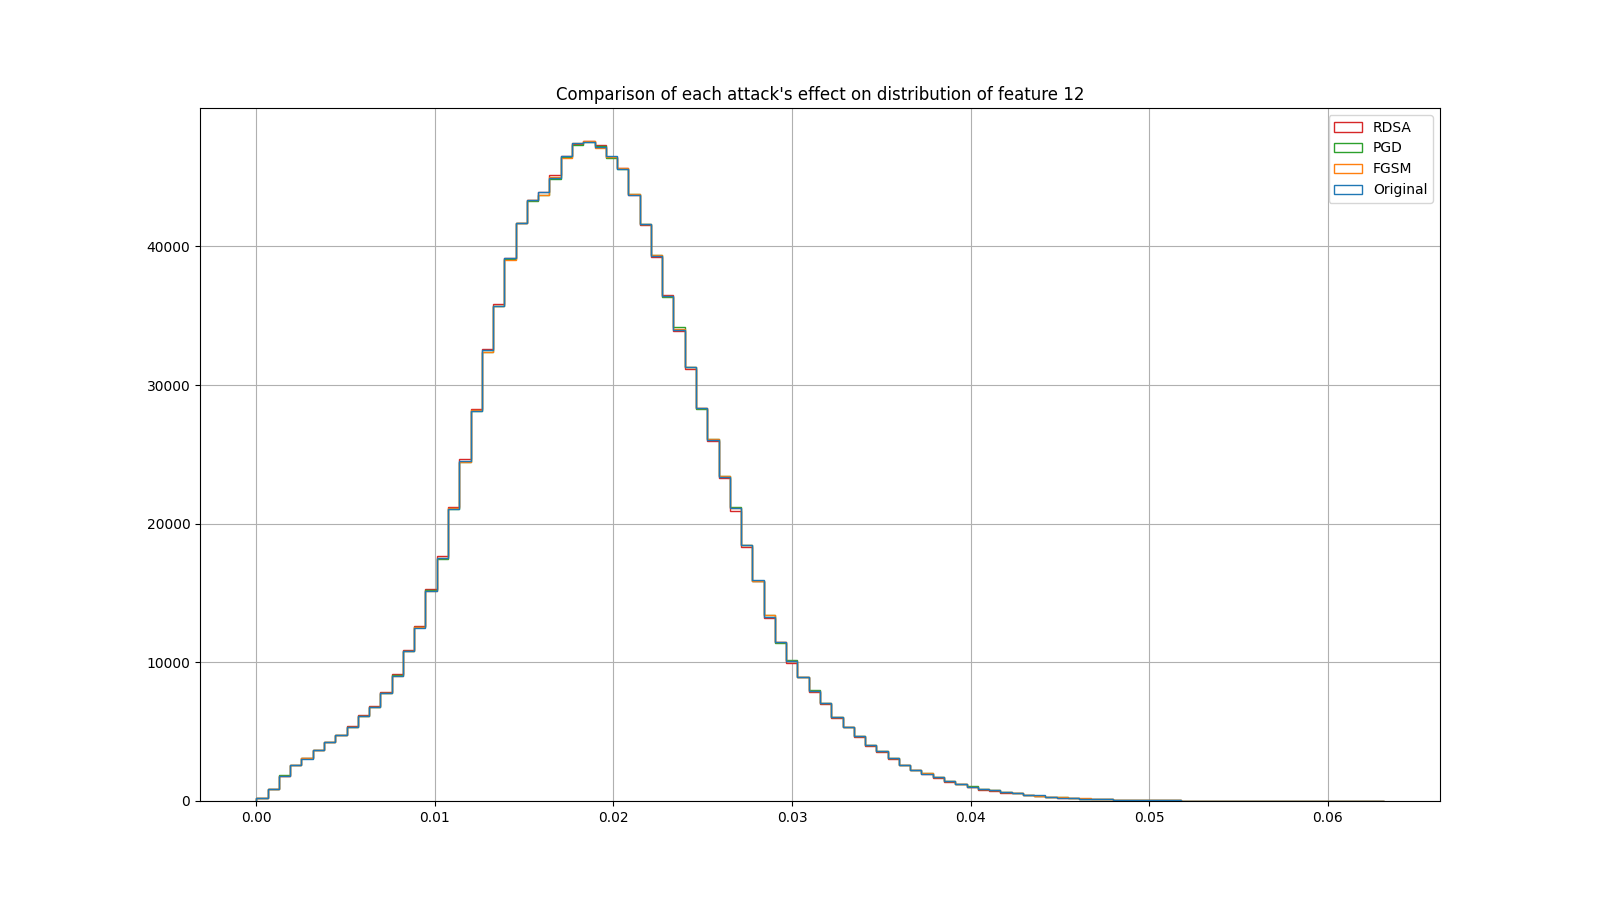 Comparison of each attack's effect on distribution of feature 12
RDSA
PGD
FGSM
Original
40000
30000
20000
10000
0
0.00 0.01 0.02 0.03 0.04 0.05 0.06